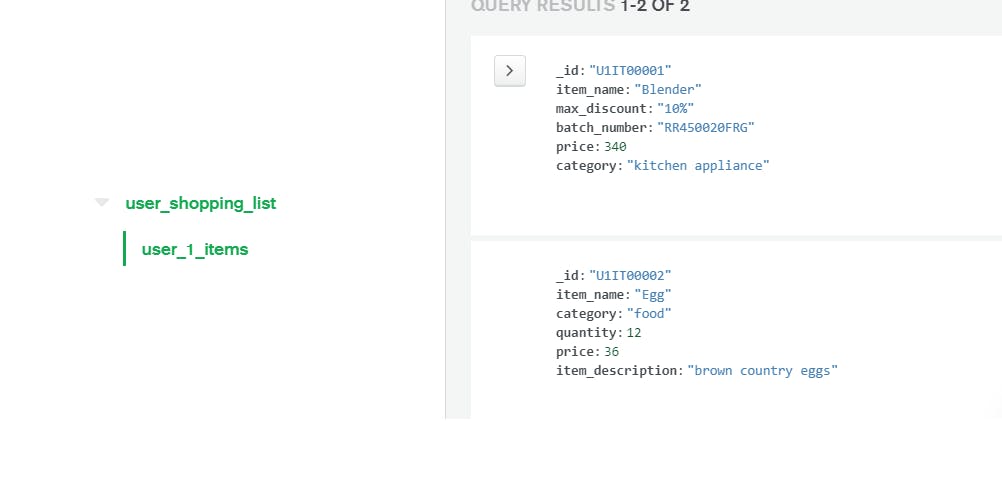 QUERY RESULTS 1-2 OF 2
_id: "U1IT00001"
item_name: "Blender"
max_discount: "10%"
batch_number: "RR450020FRG"
price: 340
category: "kitchen appliance"
user_shopping_list
user_1_items
_id: "U1IT00002"
item_name: "Egg"
category: "food"
quantity: 12
price: 36
item_description: "brown country eggs"